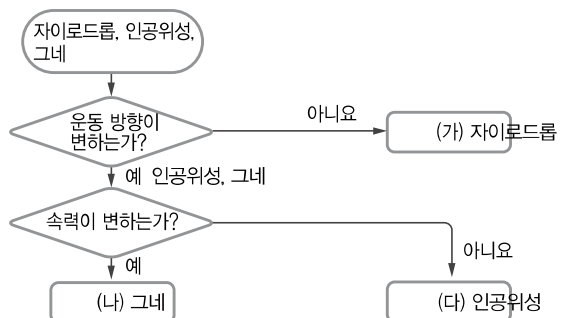 자이로드롭, 인공위성,
그네
운동 방향이
변하는가?
아니요
(가) 자이로드롭
예 인공위성, 그네
속력이 변하는가?
아니요
예
(나) 그네
(다) 인공위성